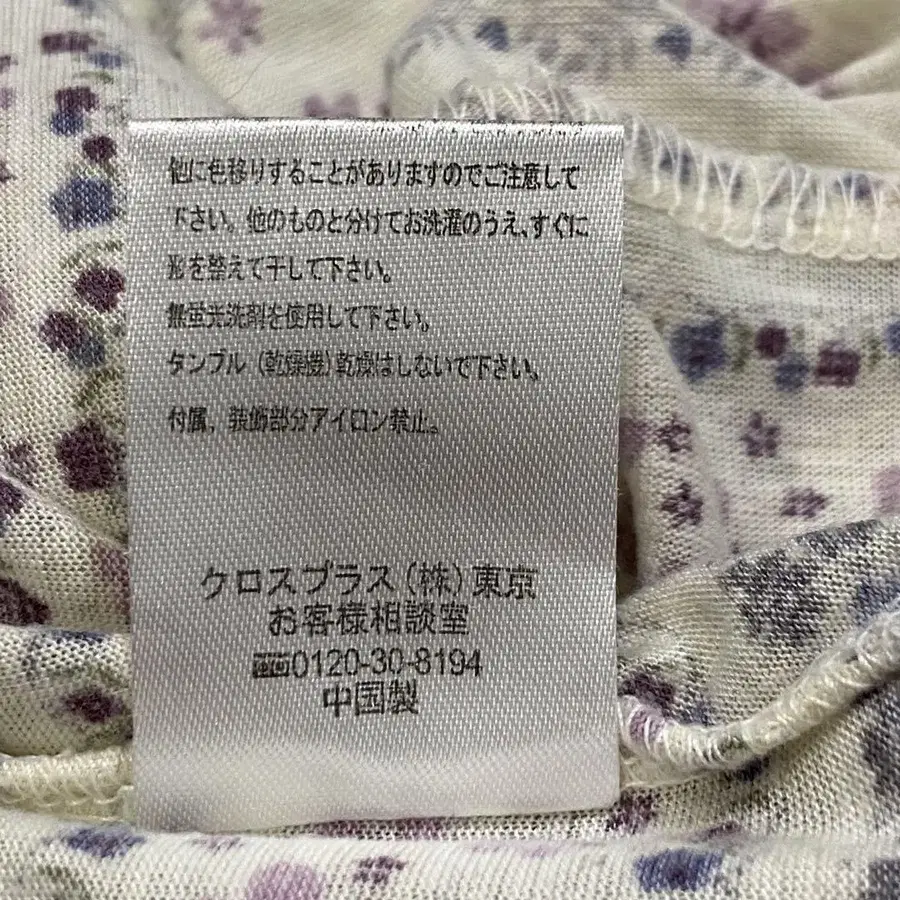 他に色移りすることがありますのでご注意して
下さい。他のものと分けてお洗濯のうえ、すぐに
形を整えて干して下さい。
無蛍光洗剤を使用して下さい。
タンブル（乾燥機）乾燥はしないで下さい。
付属、装飾部分アイロン禁止。
ケロスプラス（株）東京
お客様相談室
0120-30-8194
中国製